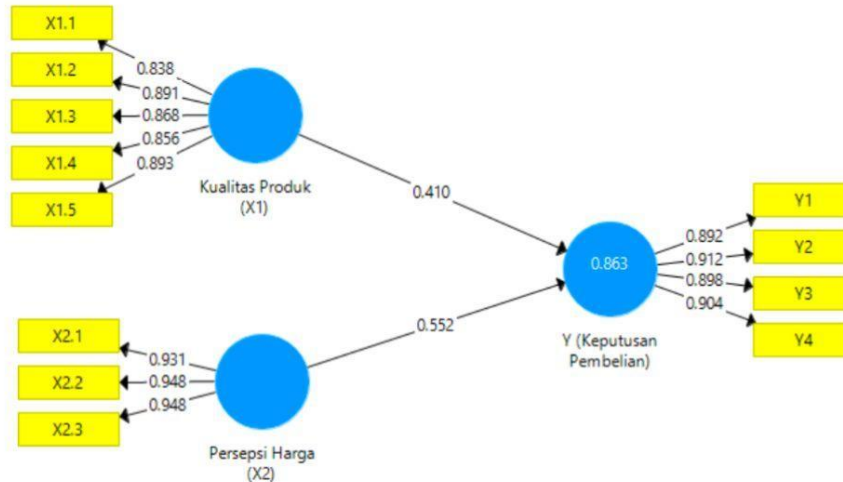 X1.1
X1.2
X1.3
X1.4
X1.5
0.838
0.891
0.868
0.856
0.893
Kualitas Produk
(X1)
0.410
X2.1
X2.2
X2.3
0.931
0.948
0.948
Persepsi Harga
(X2)
0.552
0.863
Y (Keputusan
Pembelian)
0.892
0.912
0.898
0.904
Y1
Y2
Y3
Y4